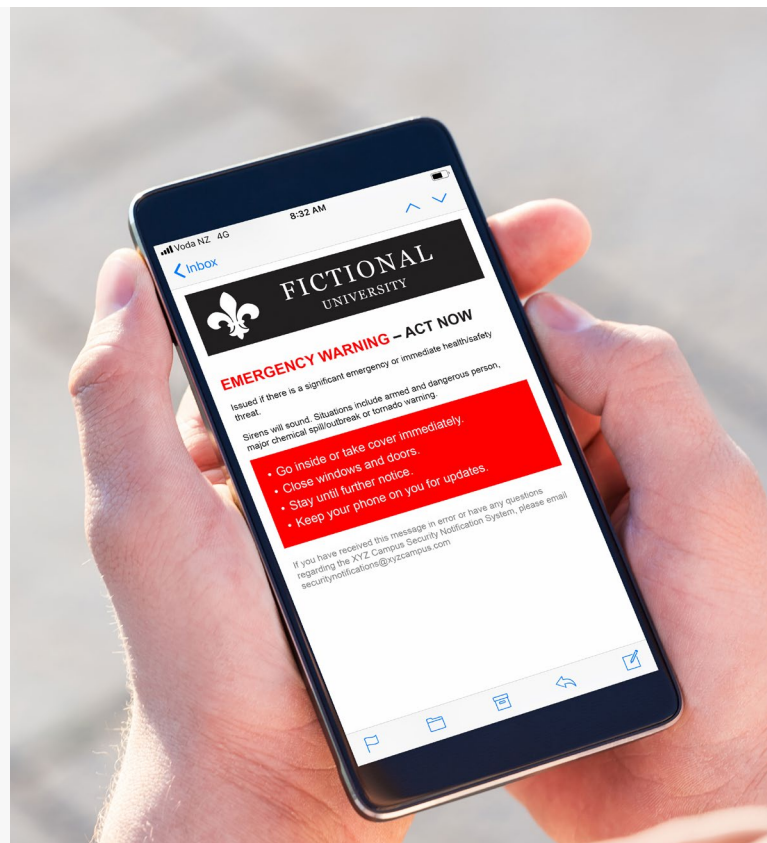 Voda NZ 4G 8:32 AM
Inbox
FICTIONAL
UNIVERSITY
EMERGENCY WARNING – ACT NOW
Issued if there is a significant emergency or immediate health/safety
threat.
Sirens will sound. Situations include armed and dangerous person,
major chemical spill/outbreak or tornado warning.
• Go inside or take cover immediately.
• Close windows and doors.
• Stay until further notice.
• Keep your phone on you for updates.
If you have received this message in error or have any questions
regarding the XYZ Campus Security Notification System, please email
securitynotifications@xyzcampus.com